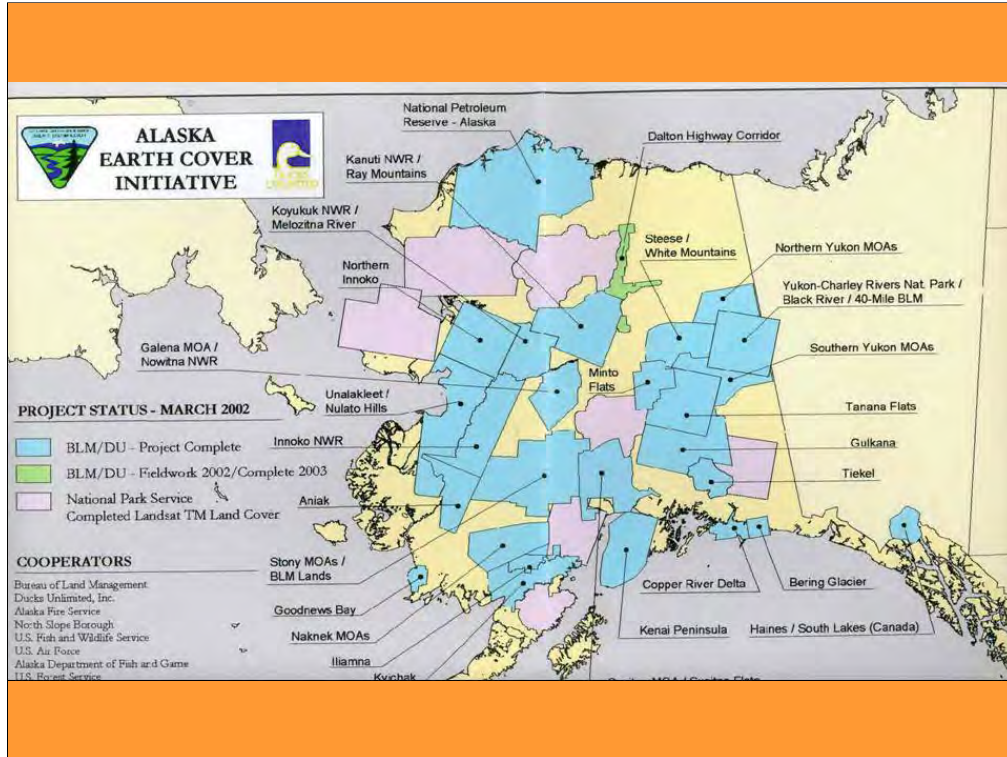 ALASKA
EARTH COVER
INITIATIVE
DUCKS
UNLIMITED
National Petroleum
Reserve - Alaska
Dalton Highway Corridor
Kanuti NWR /
Ray Mountains
Koyukuk NWR /
Melozitna River
Steese /
White Mountains
Northern Yukon MOAs
Northern
Innoko
Yukon-Charley Rivers Nat. Park /
Black River / 40-Mile BLM
Galena MOA /
Nowitna NWR
Southern Yukon MOAs
Minto
Flats
Unalakleet /
Nulato Hills
PROJECT STATUS - MARCH 2002
Tanana Flats
BLM/DU - Project Complete
Innoko NWR
Gulkana
BLM/DU - Fieldwork 2002/Complete 2003
Tiekel
National Park Service
Completed Landsat TM Land Cover
Aniak
COOPERATORS
Stony MOAs /
BLM Lands
Bureau of Land Management
Ducks Unlimited, Inc.
Alaska Fire Service
North Slope Borough
U.S. Fish and Wildlife Service
U.S. Air Force
Alaska Department of Fish and Game
U.S. Forest Service
Goodnews Bay
Naknek MOAs
Iliamna
Kvichak
Copper River Delta
Bering Glacier
Kenai Peninsula
Haines / South Lakes (Canada)